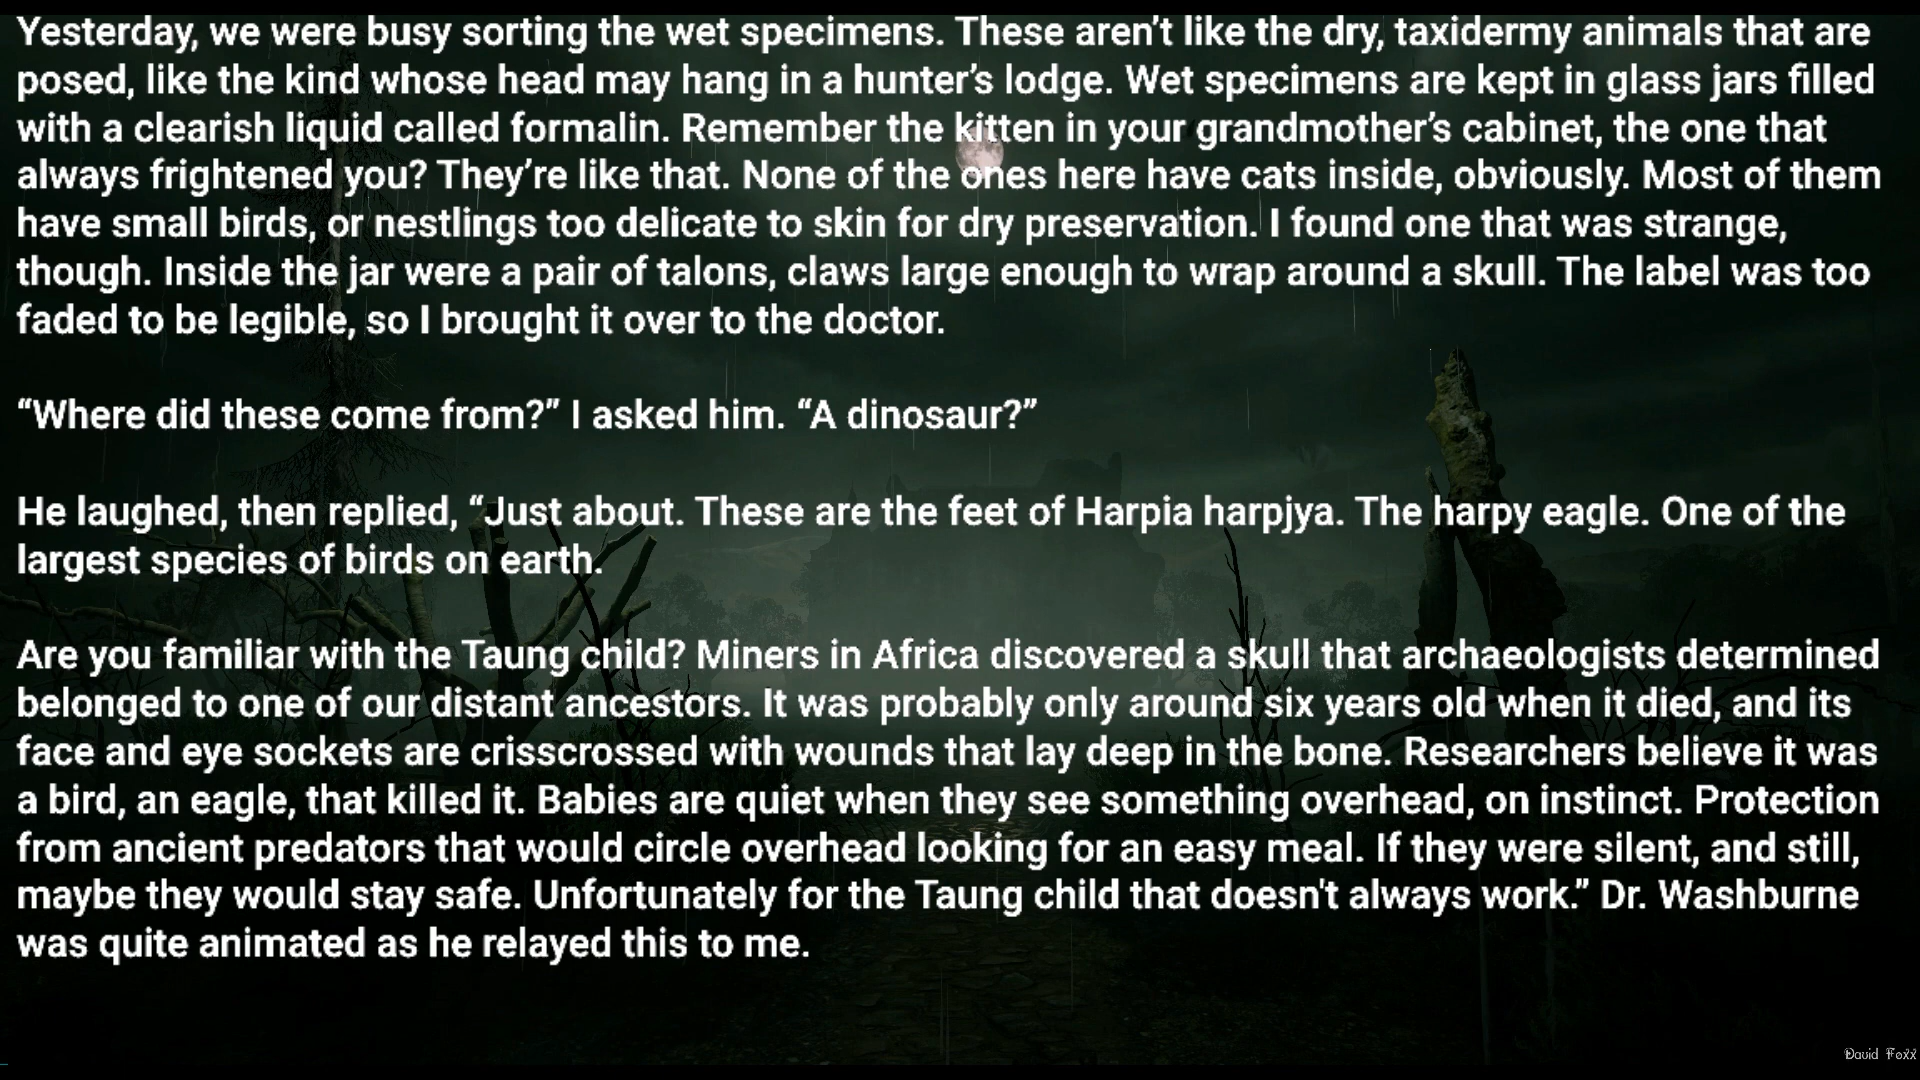 Yesterday, we were busy sorting the wet specimens. These aren’t like the dry, taxidermy animals that are
posed, like the kind whose head may hang in a hunter’s lodge. Wet specimens are kept in glass jars filled
with a clearish liquid called formalin. Remember the kitten in your grandmother’s cabinet, the one that
always frightened you? They’re like that. None of the ones here have cats inside, obviously. Most of them
have small birds, or nestlings too delicate to skin for dry preservation. I found one that was strange,
though. Inside the jar were a pair of talons, claws large enough to wrap around a skull. The label was too
faded to be legible, so I brought it over to the doctor.
“Where did these come from?” I asked him. “A dinosaur?”
He laughed, then replied, “Just about. These are the feet of Harpia harpjya. The harpy eagle. One of the
largest species of birds on earth.
Are you familiar with the Taung child? Miners in Africa discovered a skull that archaeologists determined
belonged to one of our distant ancestors. It was probably only around six years old when it died, and its
face and eye sockets are crisscrossed with wounds that lay deep in the bone. Researchers believe it was
a bird, an eagle, that killed it. Babies are quiet when they see something overhead, on instinct. Protection
from ancient predators that would circle overhead looking for an easy meal. If they were silent, and still,
maybe they would stay safe. Unfortunately for the Taung child that doesn't always work.” Dr. Washburne
was quite animated as he relayed this to me.
David Foxx